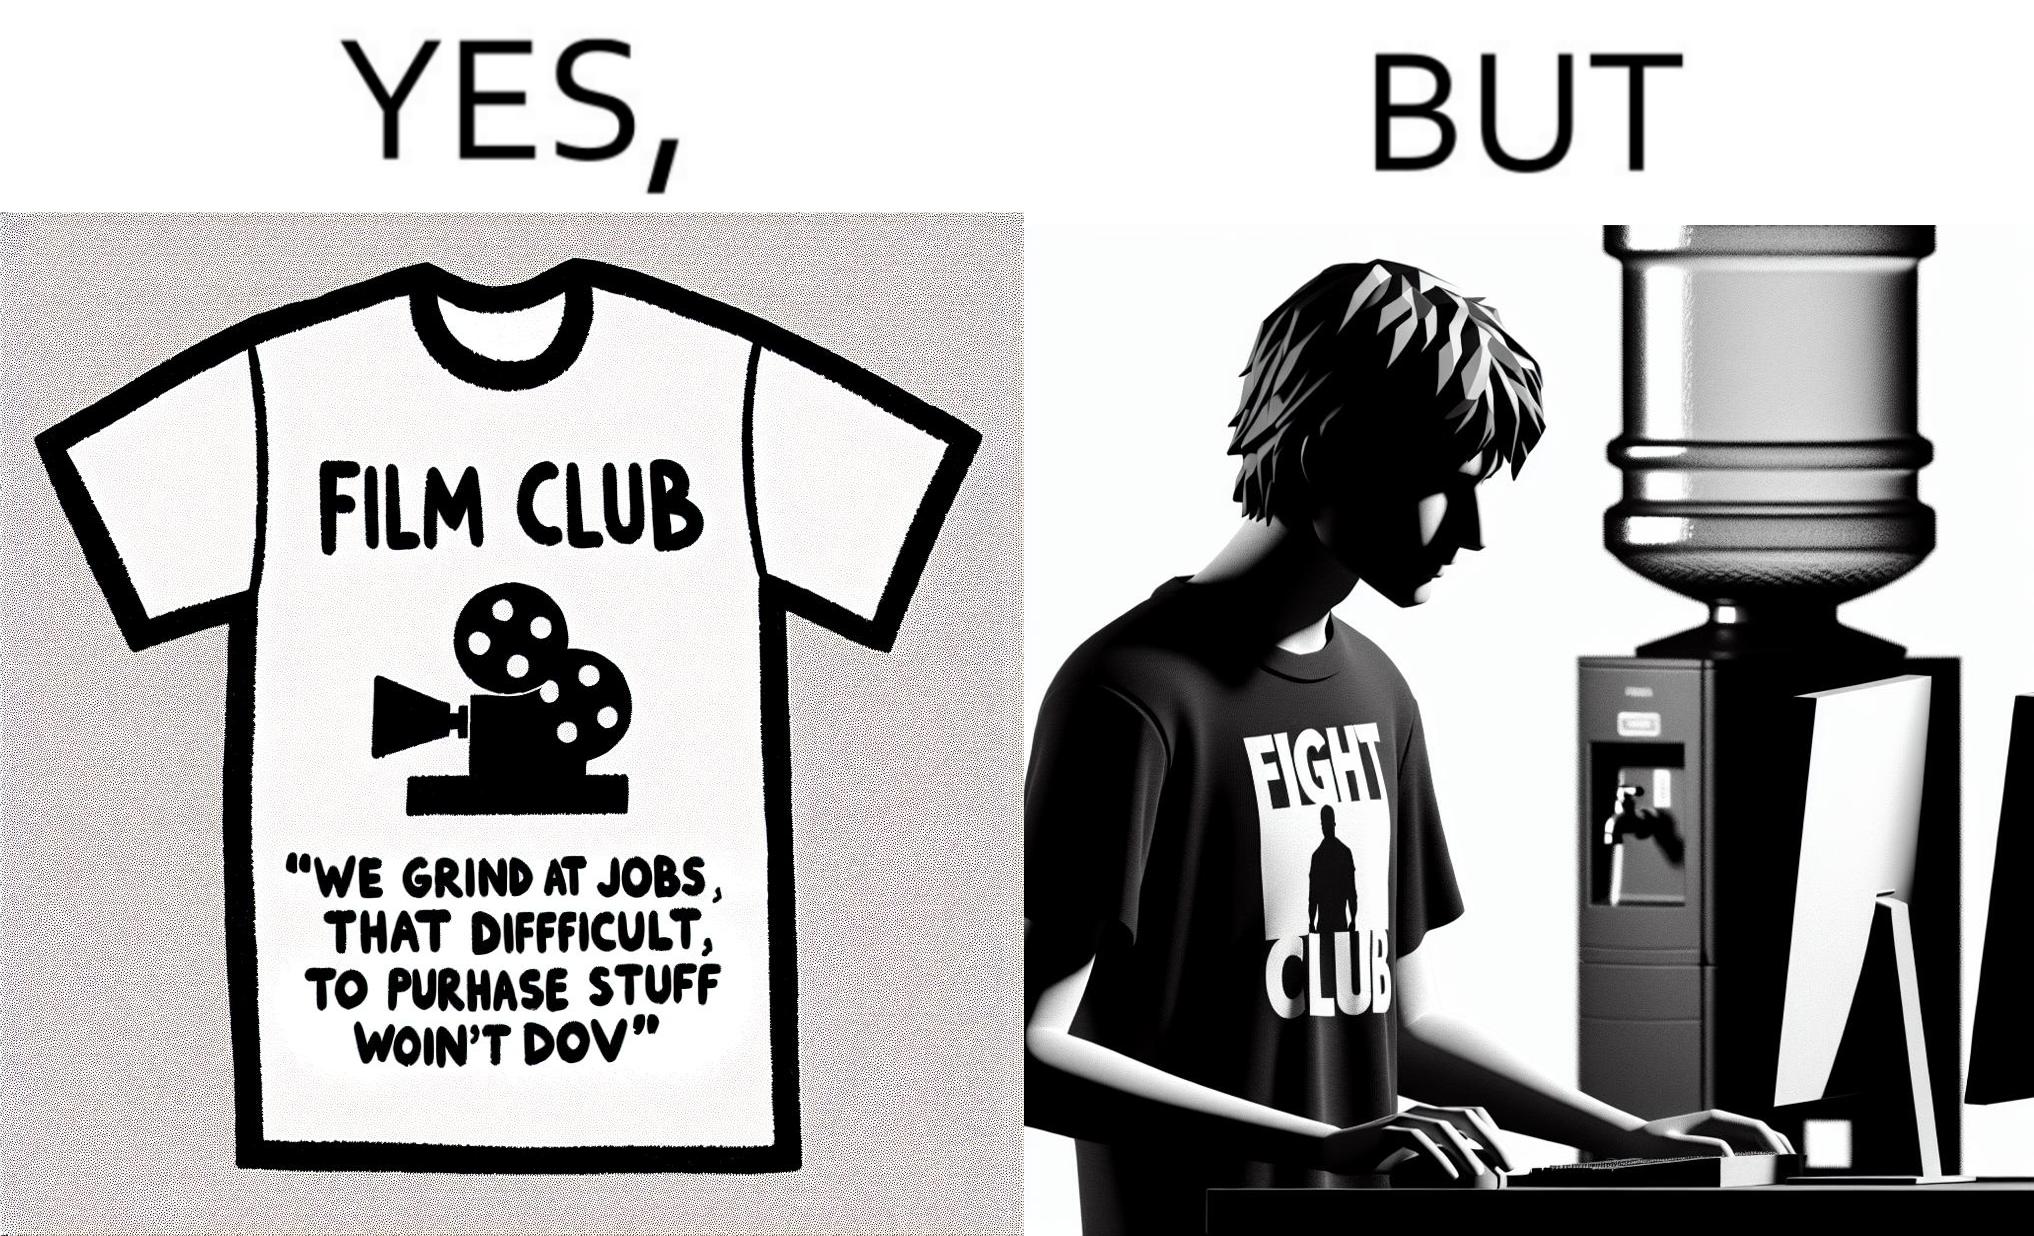 YES,
BUT
FILM CLUB
"WE GRIND AT JOBS,
THAT DIFFFICULT,
TO PURHASE STUFF
WOIN'T DOV"
FIGHT
CLUB